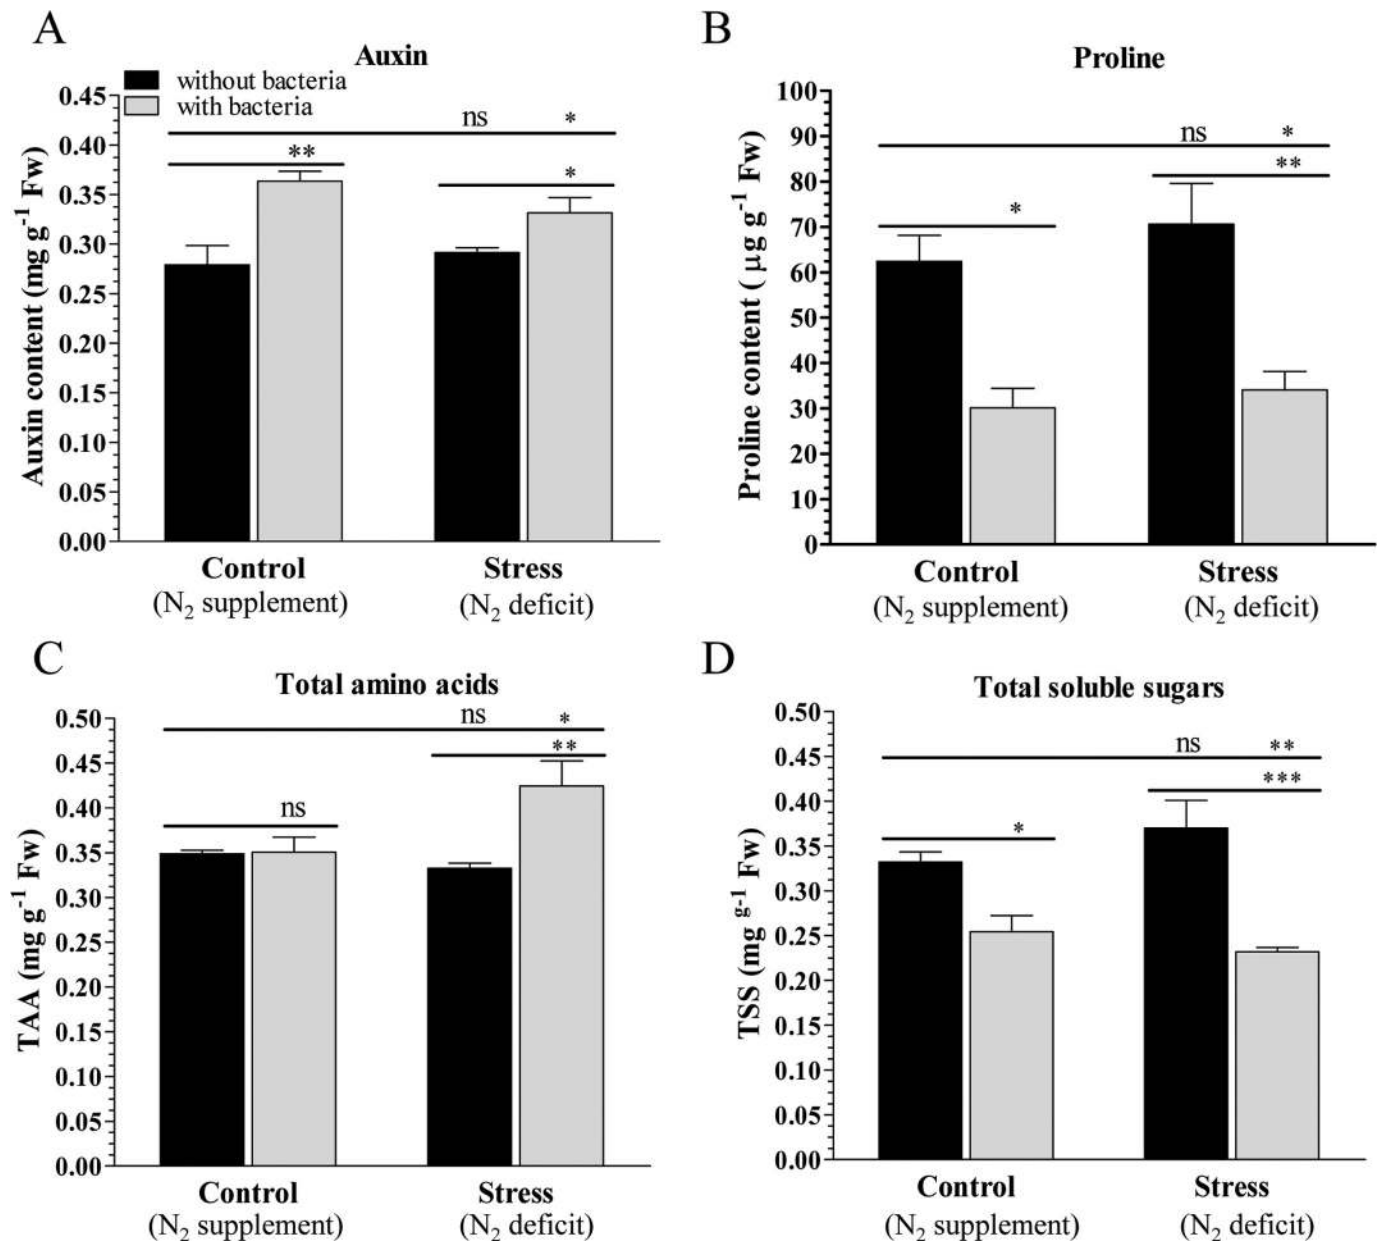 A
Auxin
without bacteria
with bacteria
0.45
0.40
0.35
0.30
0.25
0.20
0.15
0.10
0.05
0.00
Auxin content (mg g⁻¹ Fw)
ns *
**
*
Control
(N₂ supplement)
Stress
(N₂ deficit)
B
Proline
100
90
80
70
60
50
40
30
20
10
0
Proline content ( µg g⁻¹ Fw)
ns *
**
*
Control
(N₂ supplement)
Stress
(N₂ deficit)
C
Total amino acids
0.50
0.45
0.40
0.35
0.30
0.25
0.20
0.15
0.10
0.05
0.00
TAA (mg g⁻¹ Fw)
ns *
**
ns
Control
(N₂ supplement)
Stress
(N₂ deficit)
D
Total soluble sugars
0.50
0.45
0.40
0.35
0.30
0.25
0.20
0.15
0.10
0.05
0.00
TSS (mg ᵍ⁻¹ Fw)
ns **
***
*
Control
(N₂ supplement)
Stress
(N₂ deficit)